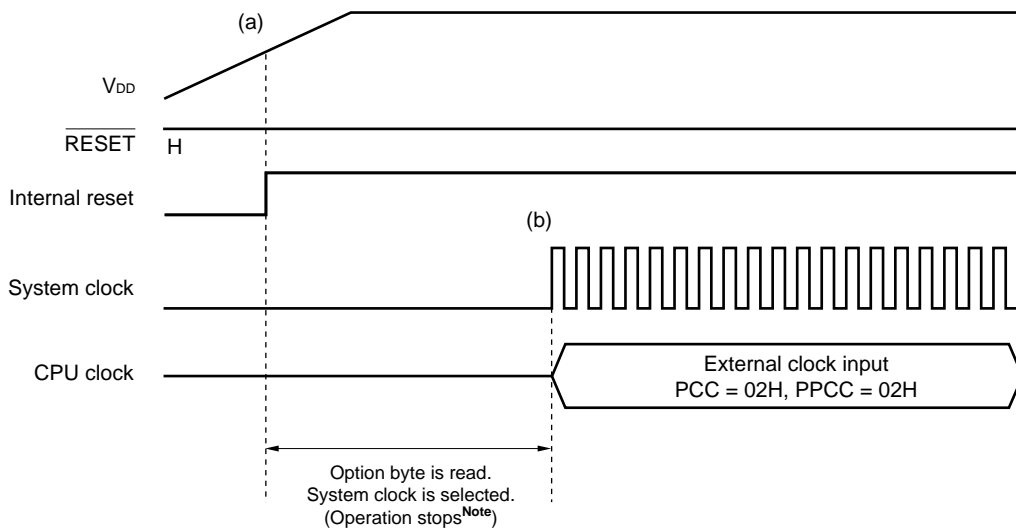 (a)
VDD
RESET
H
Internal reset
(b)
System clock
CPU clock
External clock input
PCC = 02H, PPCC = 02H
Option byte is read.
System clock is selected.
(Operation stopsNote)